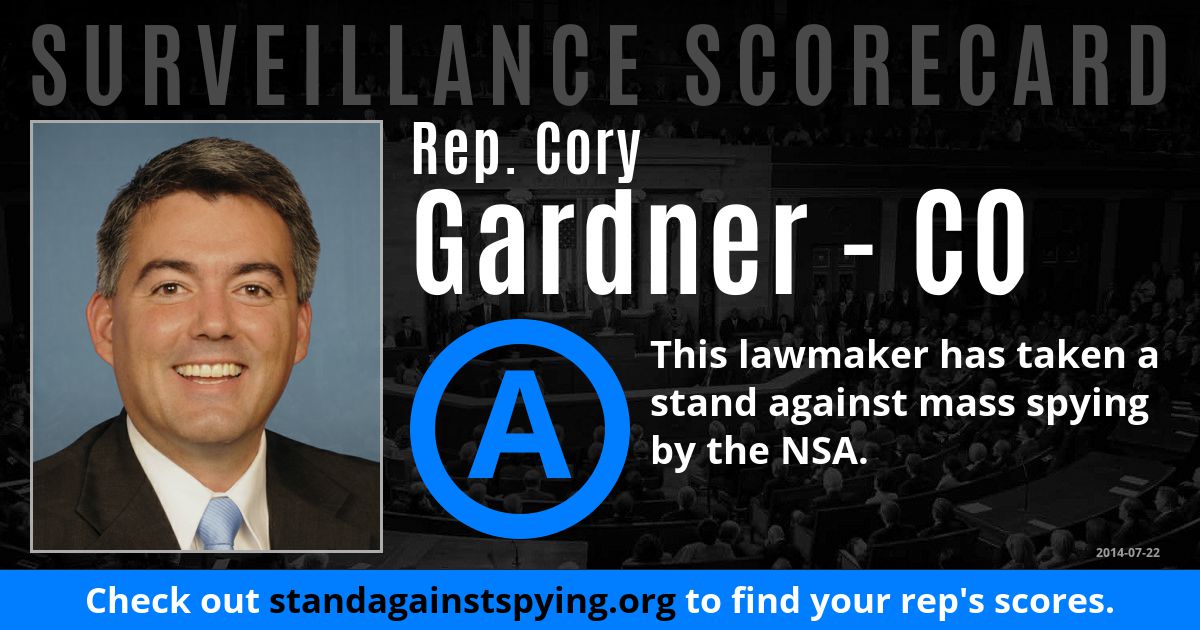 SURVEILLANCE SCORECARD
Rep. Cory
Gardner - CO
A
This lawmaker has taken a
stand against mass spying
by the NSA.
2014-07-22
Check out standagainstspying.org to find your rep's scores.